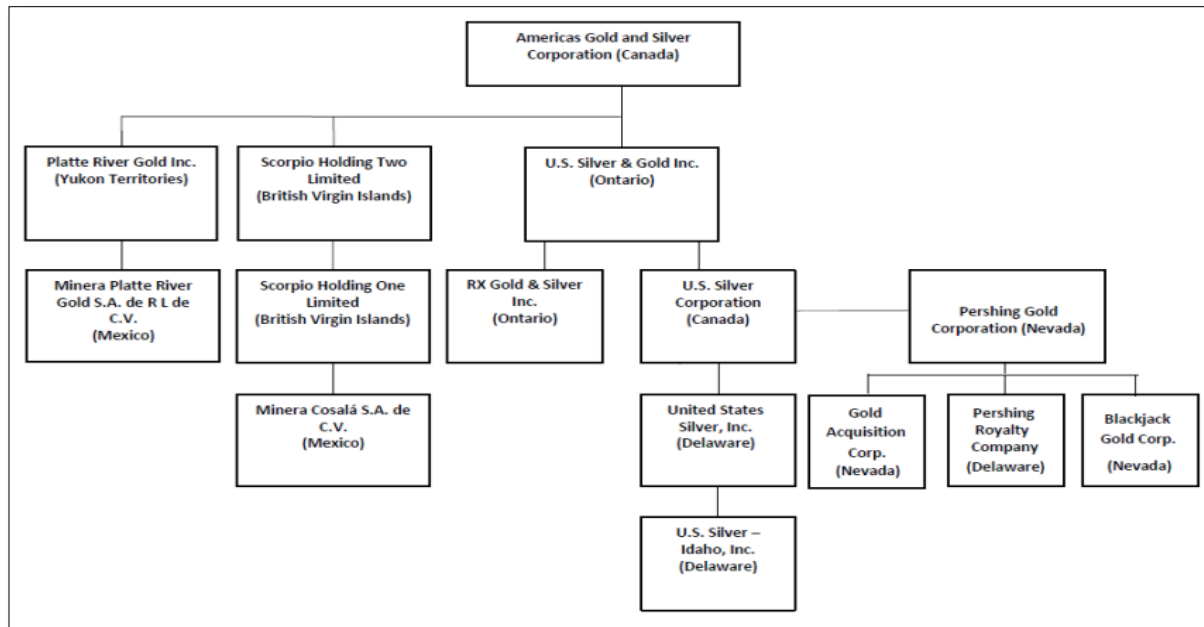 Americas Gold and Silver
Corporation (Canada)
Platte River Gold Inc.
(Yukon Territories)
Scorpio Holding Two
Limited
(British Virgin Islands)
U.S. Silver & Gold Inc.
(Ontario)
Minera Platte River
Gold S.A. de R L de
C.V.
(Mexico)
Scorpio Holding One
Limited
(British Virgin Islands)
RX Gold & Silver
Inc.
(Ontario)
U.S. Silver
Corporation
(Canada)
Pershing Gold
Corporation (Nevada)
Minera Cosalá S.A. de
C.V.
(Mexico)
United States
Silver, Inc.
(Delaware)
Gold
Acquisition
Corp.
(Nevada)
Pershing
Royalty
Company
(Delaware)
Blackjack
Gold Corp.
(Nevada)
U.S. Silver –
Idaho, Inc.
(Delaware)